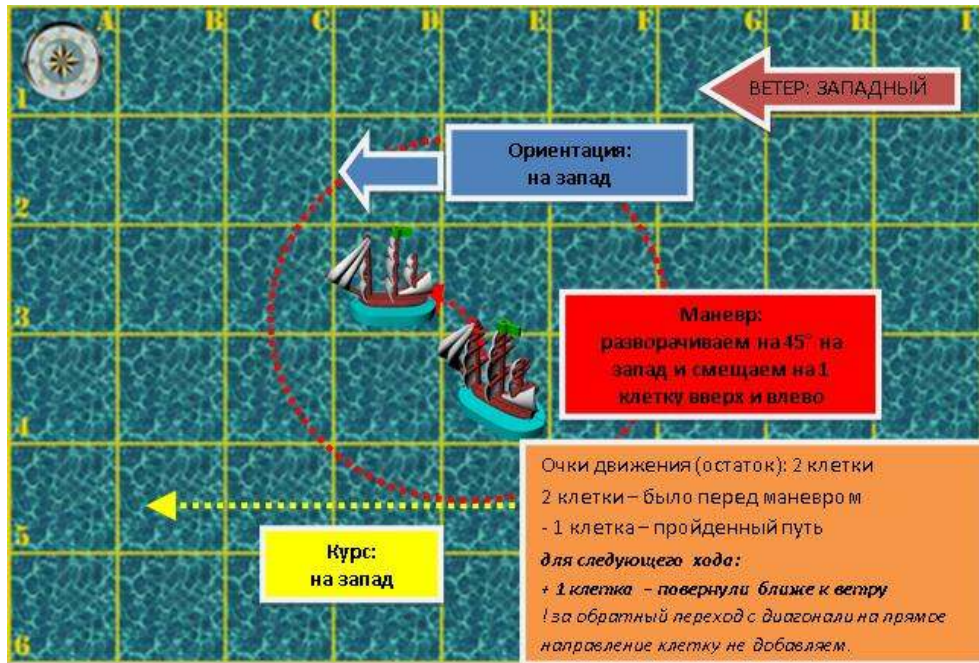 A B C D E F G H I
1
ВЕТЕР: ЗАПАДНЫЙ
Ориентация:
на запад
2
3
Маневр:
разворачиваем на 45° на
запад и смещаем на 1
клетку вверх и влево
4
Очки движения (остаток): 2 клетки
2 клетки – было перед маневром
- 1 клетка – пройденный путь
для следующего хода:
+ 1 клетка – повернули ближе к ветру
! за обратный переход с диагонали на прямое
направление клетку не добавляем.
5
Курс:
на запад
6